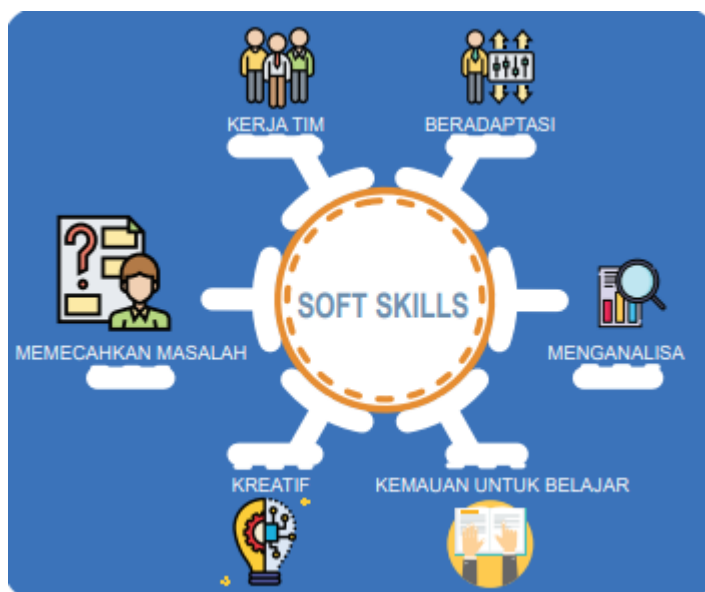 KERJA TIM
BERADAPTASI
SOFT SKILLS
MEMECAHKAN MASALAH
MENGANALISA
KREATIF
KEMAUAN UNTUK BELAJAR